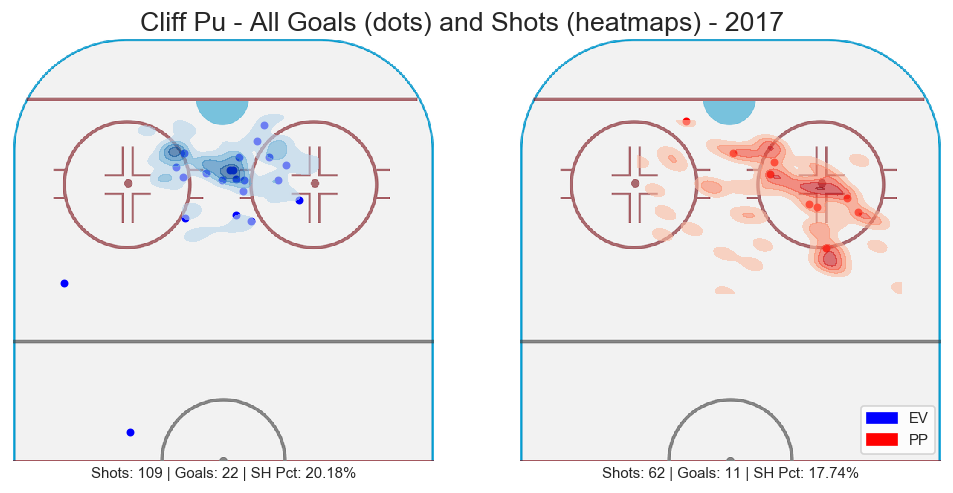 Cliff Pu - All Goals (dots) and Shots (heatmaps) - 2017
EV
PP
Shots: 109 | Goals: 22 | SH Pct: 20.18%
Shots: 62 | Goals: 11 | SH Pct: 17.74%